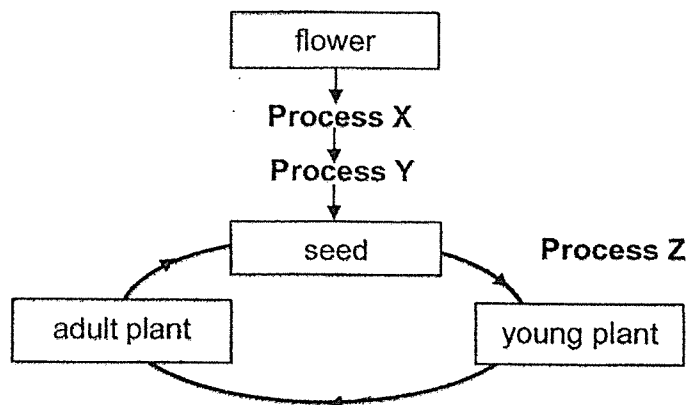 flower
Process X
Process Y
seed
Process Z
adult plant
young plant